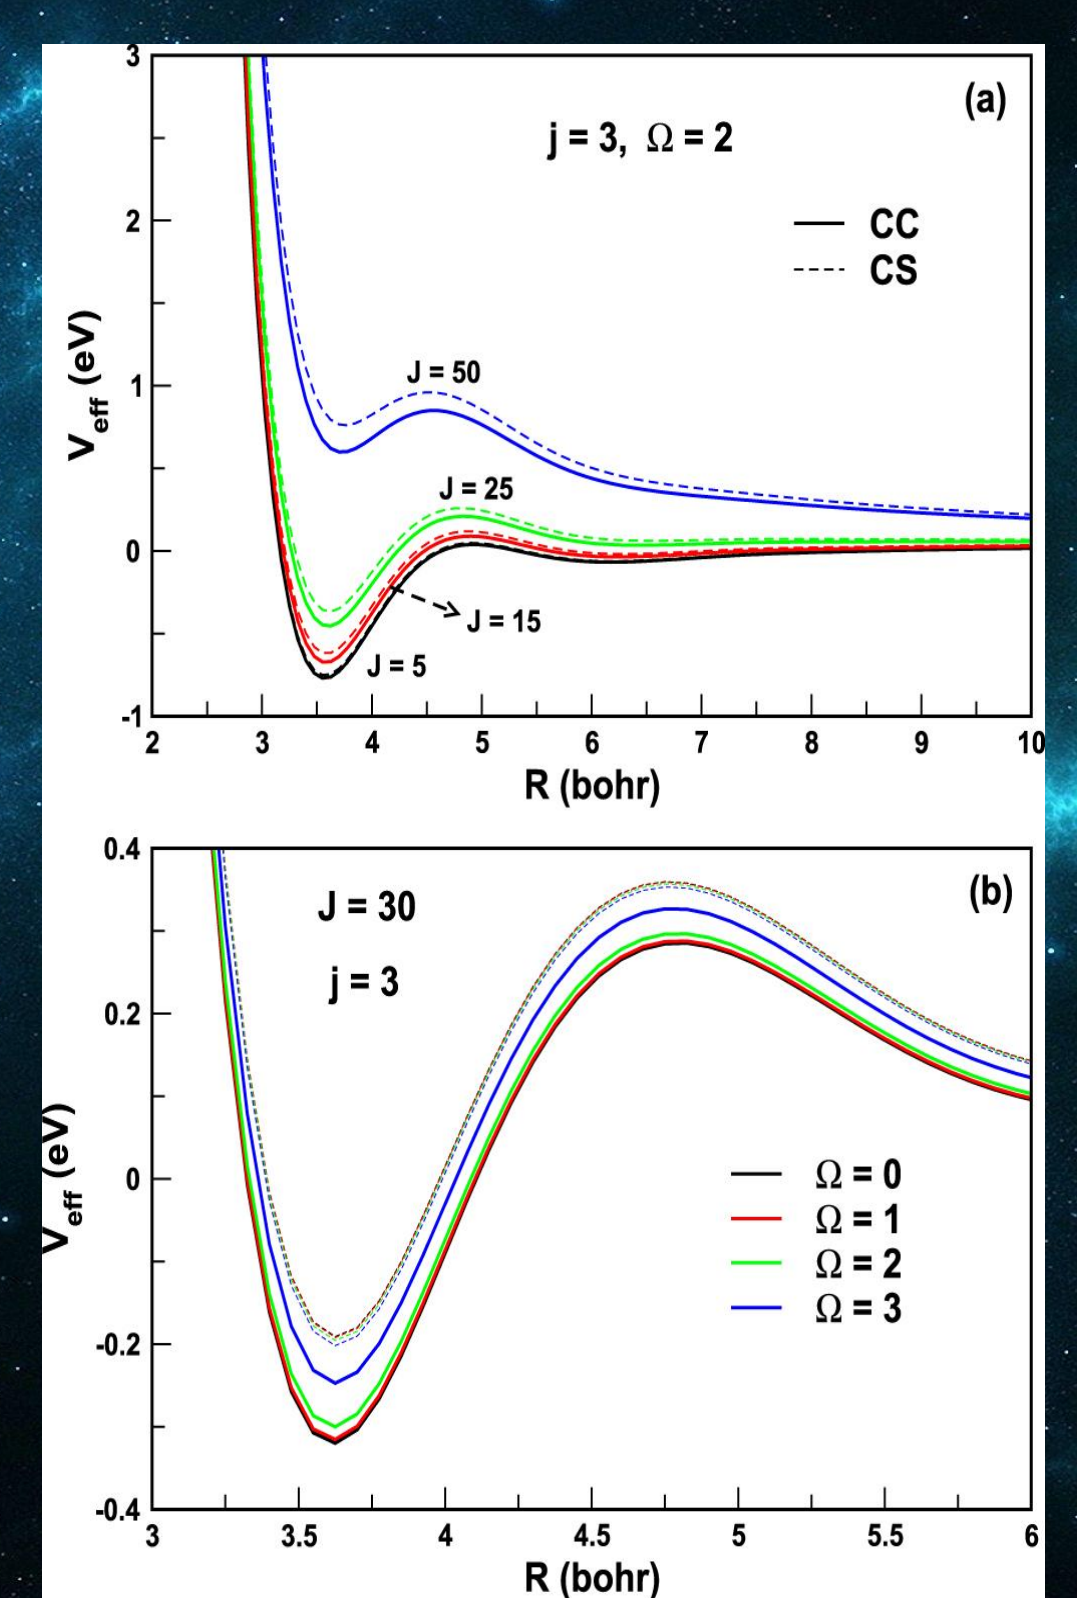 (a)
j = 3, Ω = 2
CC
CS
J = 50
J = 25
J = 15
J = 5
V_eff (eV)
3
2
1
0
-1
2 3 4 5 6 7 8 9 10
R (bohr)
(b)
J = 30
j = 3
Ω = 0
Ω = 1
Ω = 2
Ω = 3
V_eff (eV)
0.4
0.2
0
-0.2
-0.4
3 3.5 4 4.5 5 5.5 6
R (bohr)